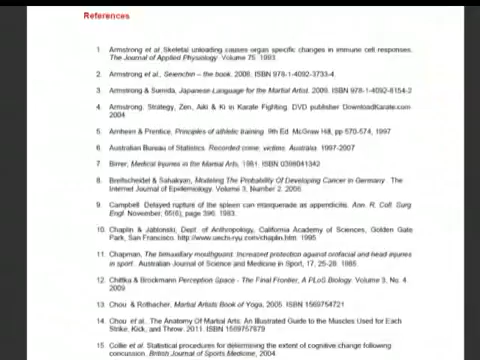 References
1. Armstrong et al ,Skeletal unloading causes organ specific changes in immune cell responses.
The Journal of Applied Physiology. Volume 75. 1993
2. Armstrong et al., Seienchin – the book. 2008. ISBN 978-1-4092-3733-4.
3. Armstrong & Sumida, Japanese Language for the Martial Artist. 2009. ISBN 978-1-4092-8154-2
4. Armstrong. Strategy, Zen, Aiki & Ki in Karate Fighting. DVD publisher DownloadKarate.com
2004
5. Arnheim & Prentice, Principles of athletic training. 9th Ed. McGraw Hill, pp 570-574, 1997
6. Australian Bureau of Statistics. Recorded crime; victims. Australia. 1997-2007
7. Birrer, Medical Injuries in the Martial Arts, 1981. ISBN 0398041342
8. Breitscheidel & Sahakyan, Modeling The Probability Of Developing Cancer in Germany . The
Internet Journal of Epidemiology. Volume 3, Number 2. 2006
9. Campbell. Delayed rupture of the spleen can masquerade as appendicitis. Ann. R. Coll. Surg
Engl. November, 65(6), page 396. 1983.
10. Chaplin & Jablonski, Dept. of Anthropology, California Academy of Sciences, Golden Gate
Park, San Francisco. http://www.uechi-ryu.com/chaplin.htm. 1995
11. Chapman, The bimaxillary mouthguard: Increased protection against orofacial and head injuries
in sport . Australian Journal of Science and Medicine in Sport, 17, 25-28. 1985.
12. Chittka & Brockmann Perception Space - The Final Frontier, A PLoS Biology. Volume 3, No. 4.
2009
13. Chou & Rothacher, Martial Artists Book of Yoga, 2005. ISBN 1569754721
14. Chou et al.. The Anatomy Of Martial Arts: An Illustrated Guide to the Muscles Used for Each
Strike, Kick, and Throw. 2011. ISBN 1569757879
15. Collie et al. Statistical procedures for determining the extent of cognitive change following
concussion. British Journal of Sports Medicine, 2004.